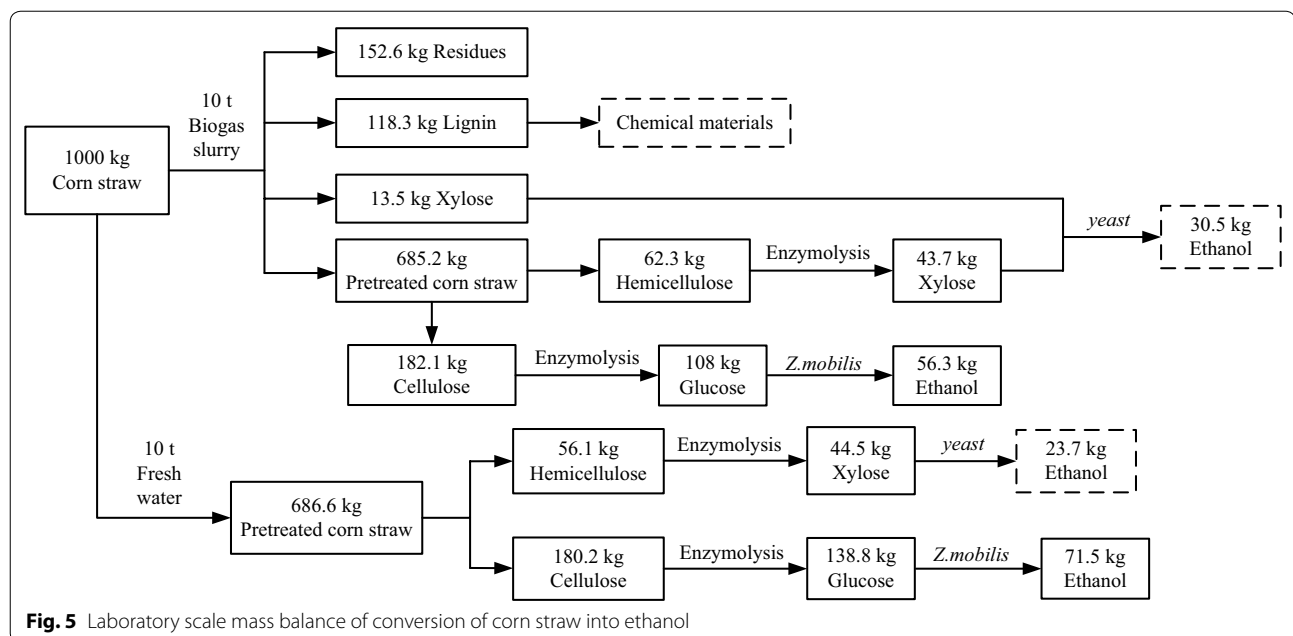 152.6 kg Residues
10 t
Biogas
slurry
118.3 kg Lignin
Chemical materials
1000 kg
Corn straw
13.5 kg Xylose
yeast
30.5 kg
Ethanol
685.2 kg
Pretreated corn straw
62.3 kg
Hemicellulose
Enzymolysis
43.7 kg
Xylose
182.1 kg
Cellulose
Enzymolysis
108 kg
Glucose
Z.mobilis
56.3 kg
Ethanol
10 t
Fresh
water
686.6 kg
Pretreated corn straw
56.1 kg
Hemicellulose
Enzymolysis
44.5 kg
Xylose
yeast
23.7 kg
Ethanol
180.2 kg
Cellulose
Enzymolysis
138.8 kg
Glucose
Z.mobilis
71.5 kg
Ethanol
Fig. 5 Laboratory scale mass balance of conversion of corn straw into ethanol